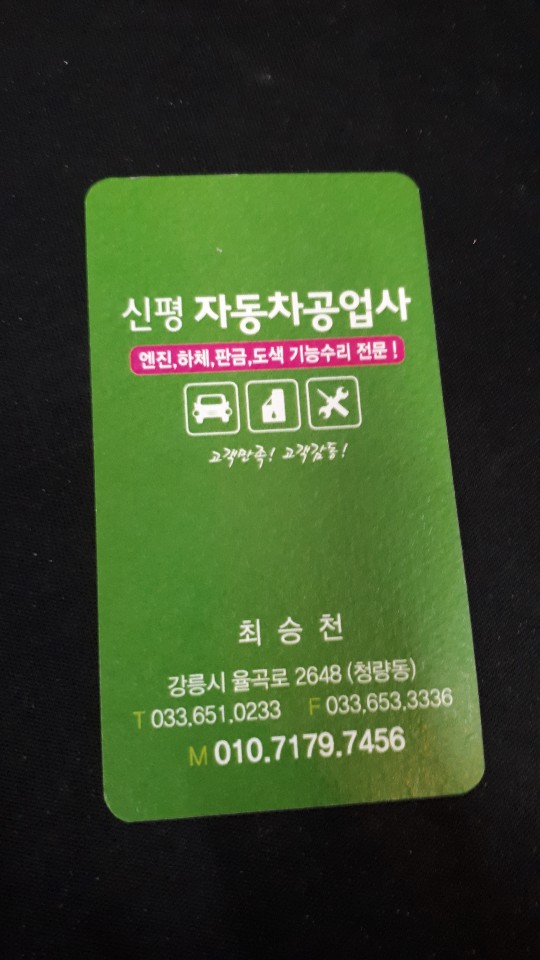 신평 자동차공업사
엔진,하체,판금,도색 기능수리 전문!
고객만족! 고객감동!
최승천
강릉시 율곡로 2648 (청량동)
T 033.651.0233 F 033.653.3336
M 010.7179.7456